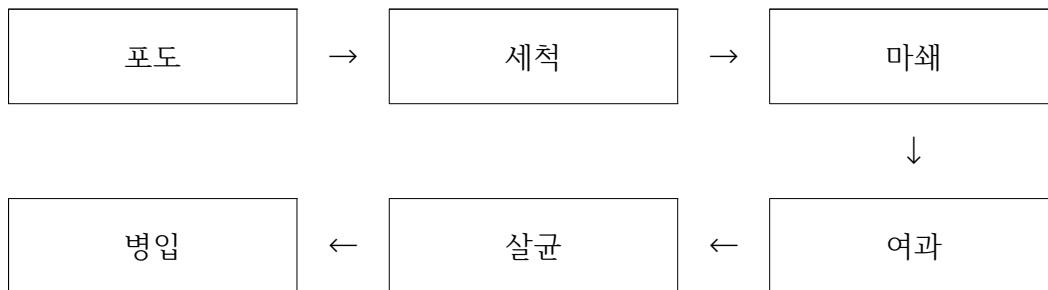 포도 → 세척 → 마쇄
↓
병입 ← 살균 ← 여과